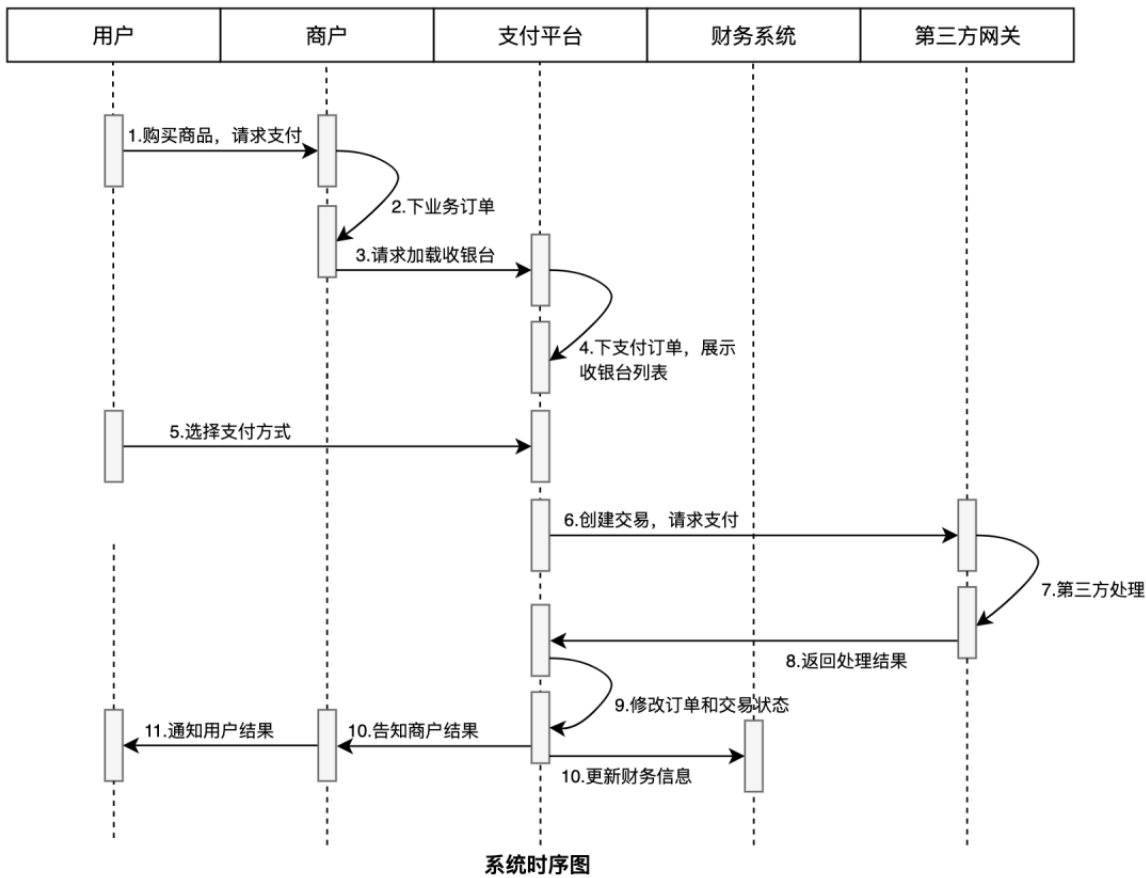 用户
商户
支付平台
财务系统
第三方网关
1.购买商品，请求支付
2.下业务订单
3.请求加载收银台
4.下支付订单，展示
收银台列表
5.选择支付方式
6.创建交易，请求支付
7.第三方处理
8.返回处理结果
9.修改订单和交易状态
11.通知用户结果
10.告知商户结果
10.更新财务信息
系统时序图